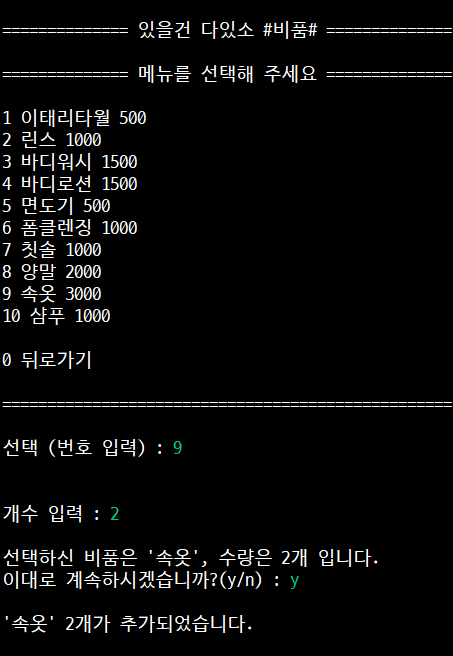 ============== 있을건 다있소 #비품# ==============
============== 메뉴를 선택해 주세요 ==============
1 이태리타월 500
2 린스 1000
3 바디워시 1500
4 바디로션 1500
5 면도기 500
6 폼클렌징 1000
7 칫솔 1000
8 양말 2000
9 속옷 3000
10 샴푸 1000
0 뒤로가기
==================================================
선택 (번호 입력) : 9
개수 입력 : 2
선택하신 비품은 '속옷', 수량은 2개 입니다.
이대로 계속하시겠습니까?(y/n) : y
'속옷' 2개가 추가되었습니다.